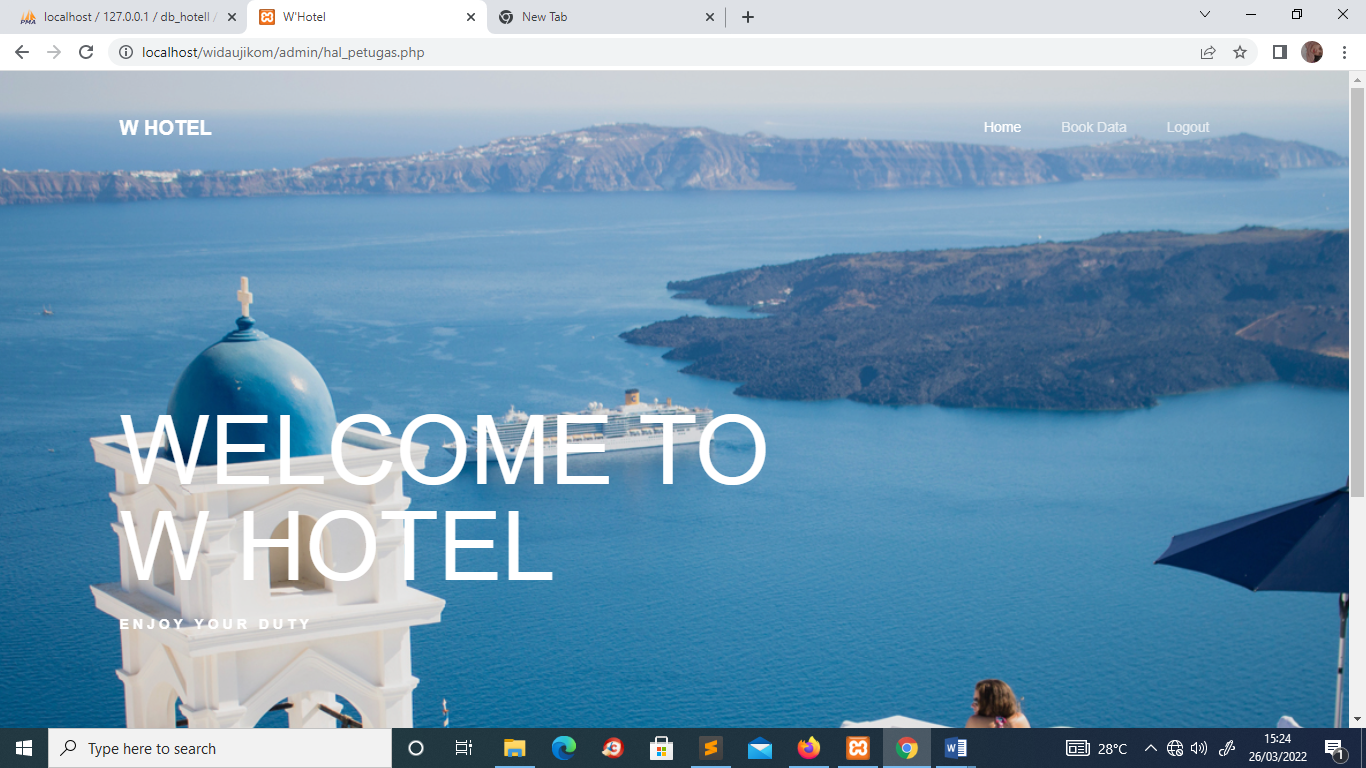 localhost / 127.0.0.1 / db_hotell /
W'Hotel
New Tab
localhost/widaujikom/admin/hal_petugas.php
W HOTEL
Home
Book Data
Logout
WELCOME TO
W HOTEL
ENJOY YOUR DUTY
Type here to search
28°C
15:24
26/03/2022
1